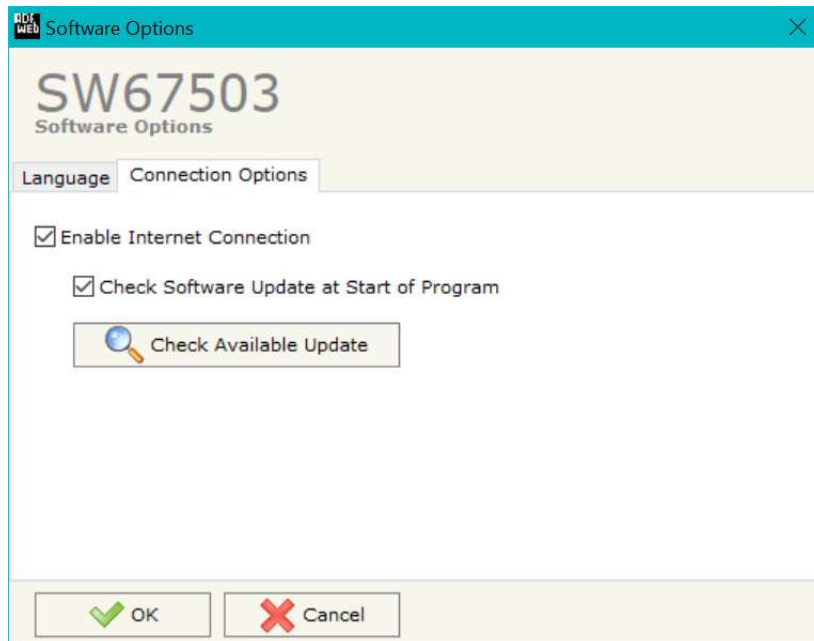 ADF
WEB
Software Options
SW67503
Software Options
Language
Connection Options
Enable Internet Connection
Check Software Update at Start of Program
Check Available Update
OK
Cancel